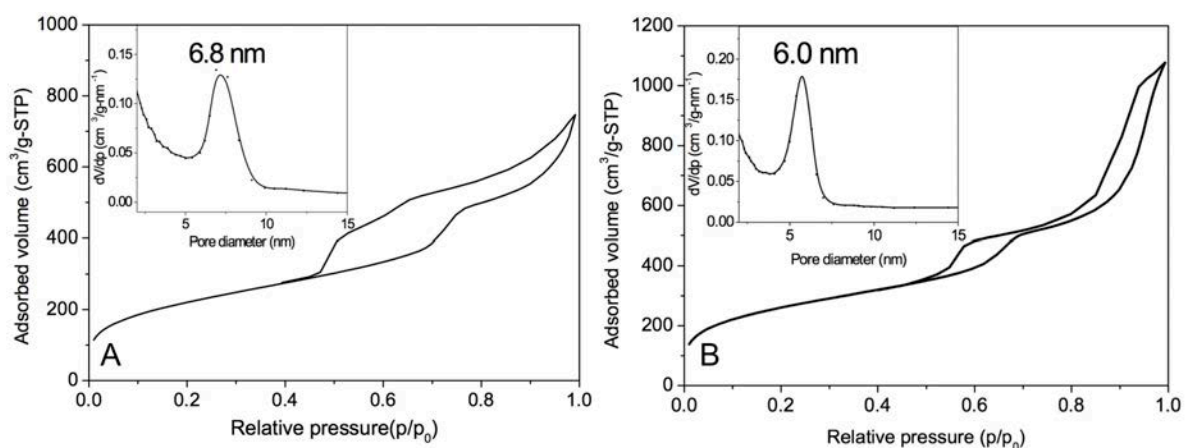 1000
800
600
400
200
0
Adsorbed volume (cm³/g-STP)
0.0 0.2 0.4 0.6 0.8 1.0
Relative pressure(p/p₀)
A
6.8 nm
0.15
0.10
0.05
0.00
dV/dp (cm³/g-nm⁻¹)
5 10 15
Pore diameter (nm)
1200
1000
800
600
400
200
0
Adsorbed volume (cm³/g-STP)
0.0 0.2 0.4 0.6 0.8 1.0
Relative pressure (p/p₀)
B
6.0 nm
0.20
0.15
0.10
0.05
0.00
dV/dp (cm³/g-nm⁻¹)
5 10 15
Pore diameter (nm)